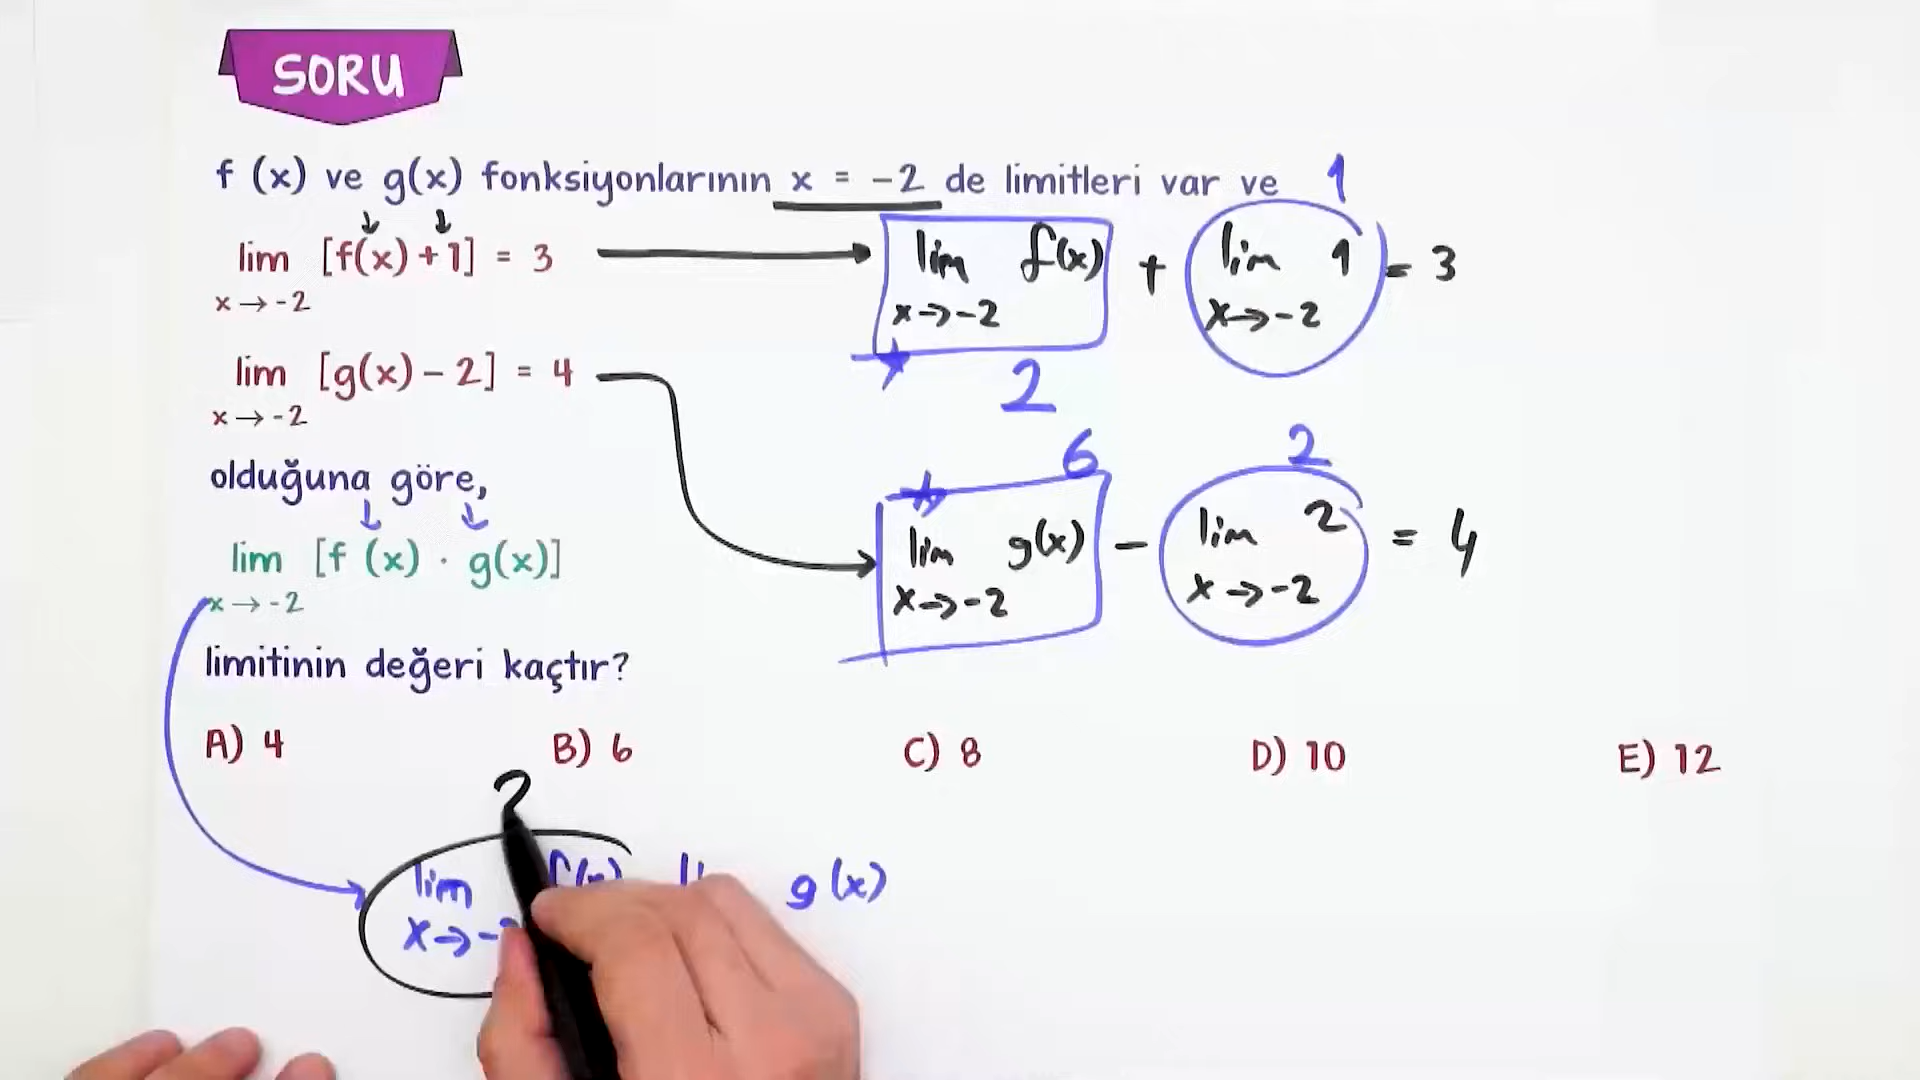 SORU
f (x) ve g(x) fonksiyonlarının x = -2 de limitleri var ve
1
lim [f(x) + 1] = 3
x → -2
lim f(x) + lim 1 = 3
x → -2 x → -2
2
lim [g(x) - 2] = 4
x → -2
6 2
lim g(x) - lim 2 = 4
x → -2 x → -2
olduğuna göre,
lim [f (x) · g(x)]
x → -2
limitinin değeri kaçtır?
A) 4 B) 6 C) 8 D) 10 E) 12
2
lim f(x) g(x)
x →